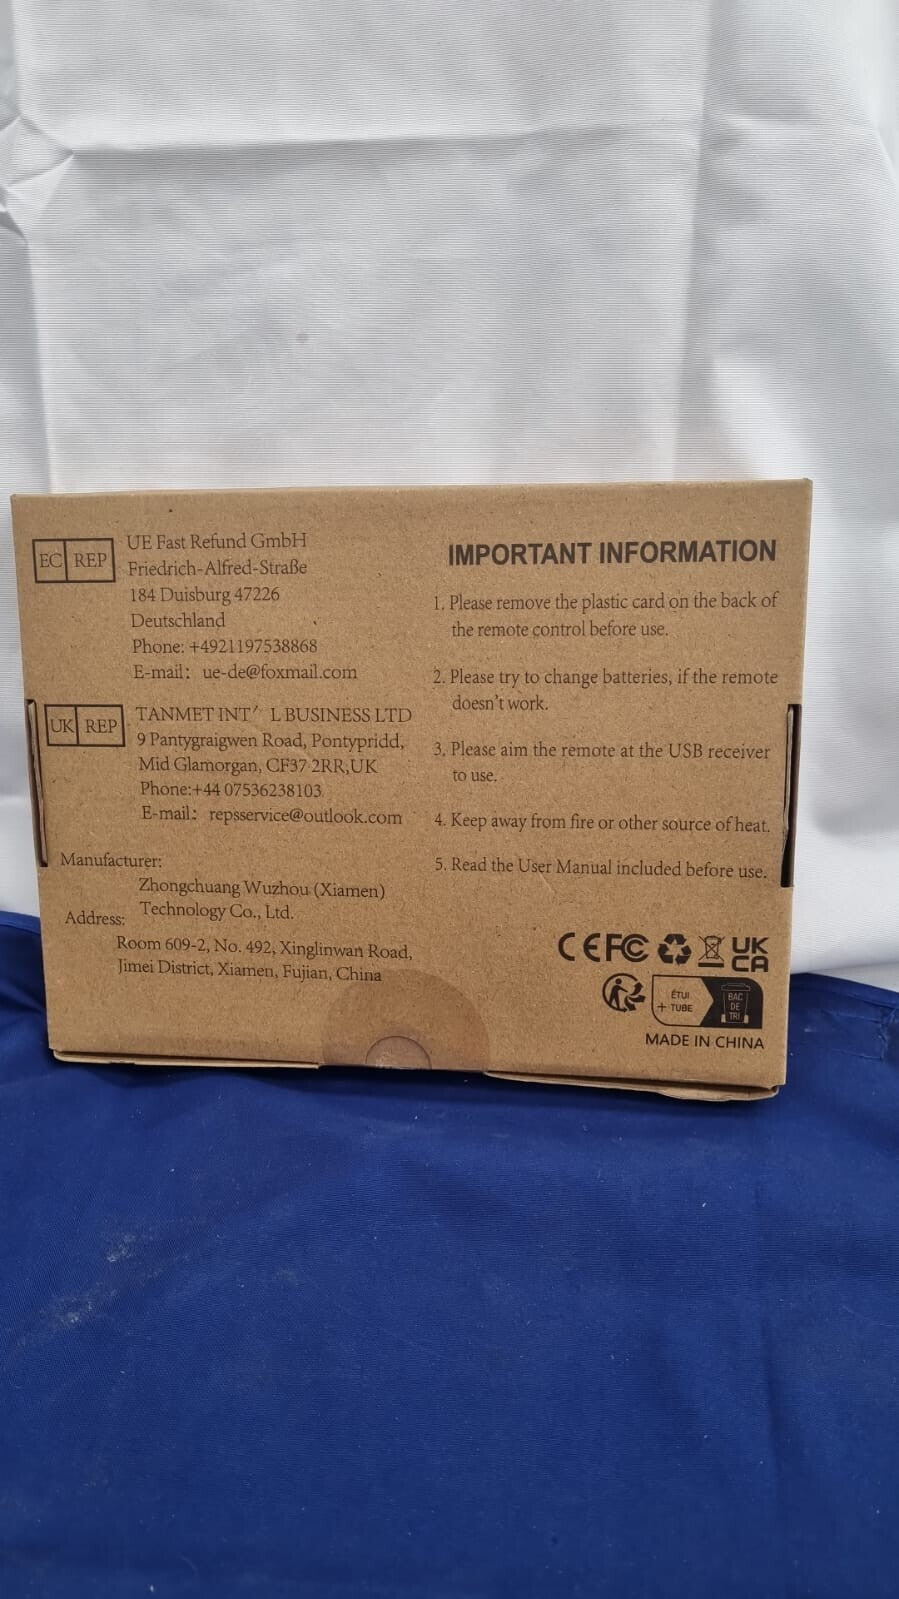 EC REP
UE Fast Refund GmbH
Friedrich-Alfred-Straße
184 Duisburg 47226
Deutschland
Phone: +4921197538868
E-mail: ue-de@foxmail.com
UK REP
TANMET INT' L BUSINESS LTD
9 Pantygraigwen Road, Pontypridd,
Mid Glamorgan, CF37 2RR,UK
Phone:+44 07536238103
E-mail: repsservice@outlook.com
Manufacturer:
Zhongchuang Wuzhou (Xiamen)
Technology Co., Ltd.
Address:
Room 609-2, No. 492, Xinglinwan Road,
Jimei District, Xiamen, Fujian, China
IMPORTANT INFORMATION
1. Please remove the plastic card on the back of
the remote control before use.
2. Please try to change batteries, if the remote
doesn't work.
3. Please aim the remote at the USB receiver
to use.
4. Keep away from fire or other source of heat.
5. Read the User Manual included before use.
CE FC UK
CA
ÉTUI
+ TUBE
BAC
DE
TRI
MADE IN CHINA